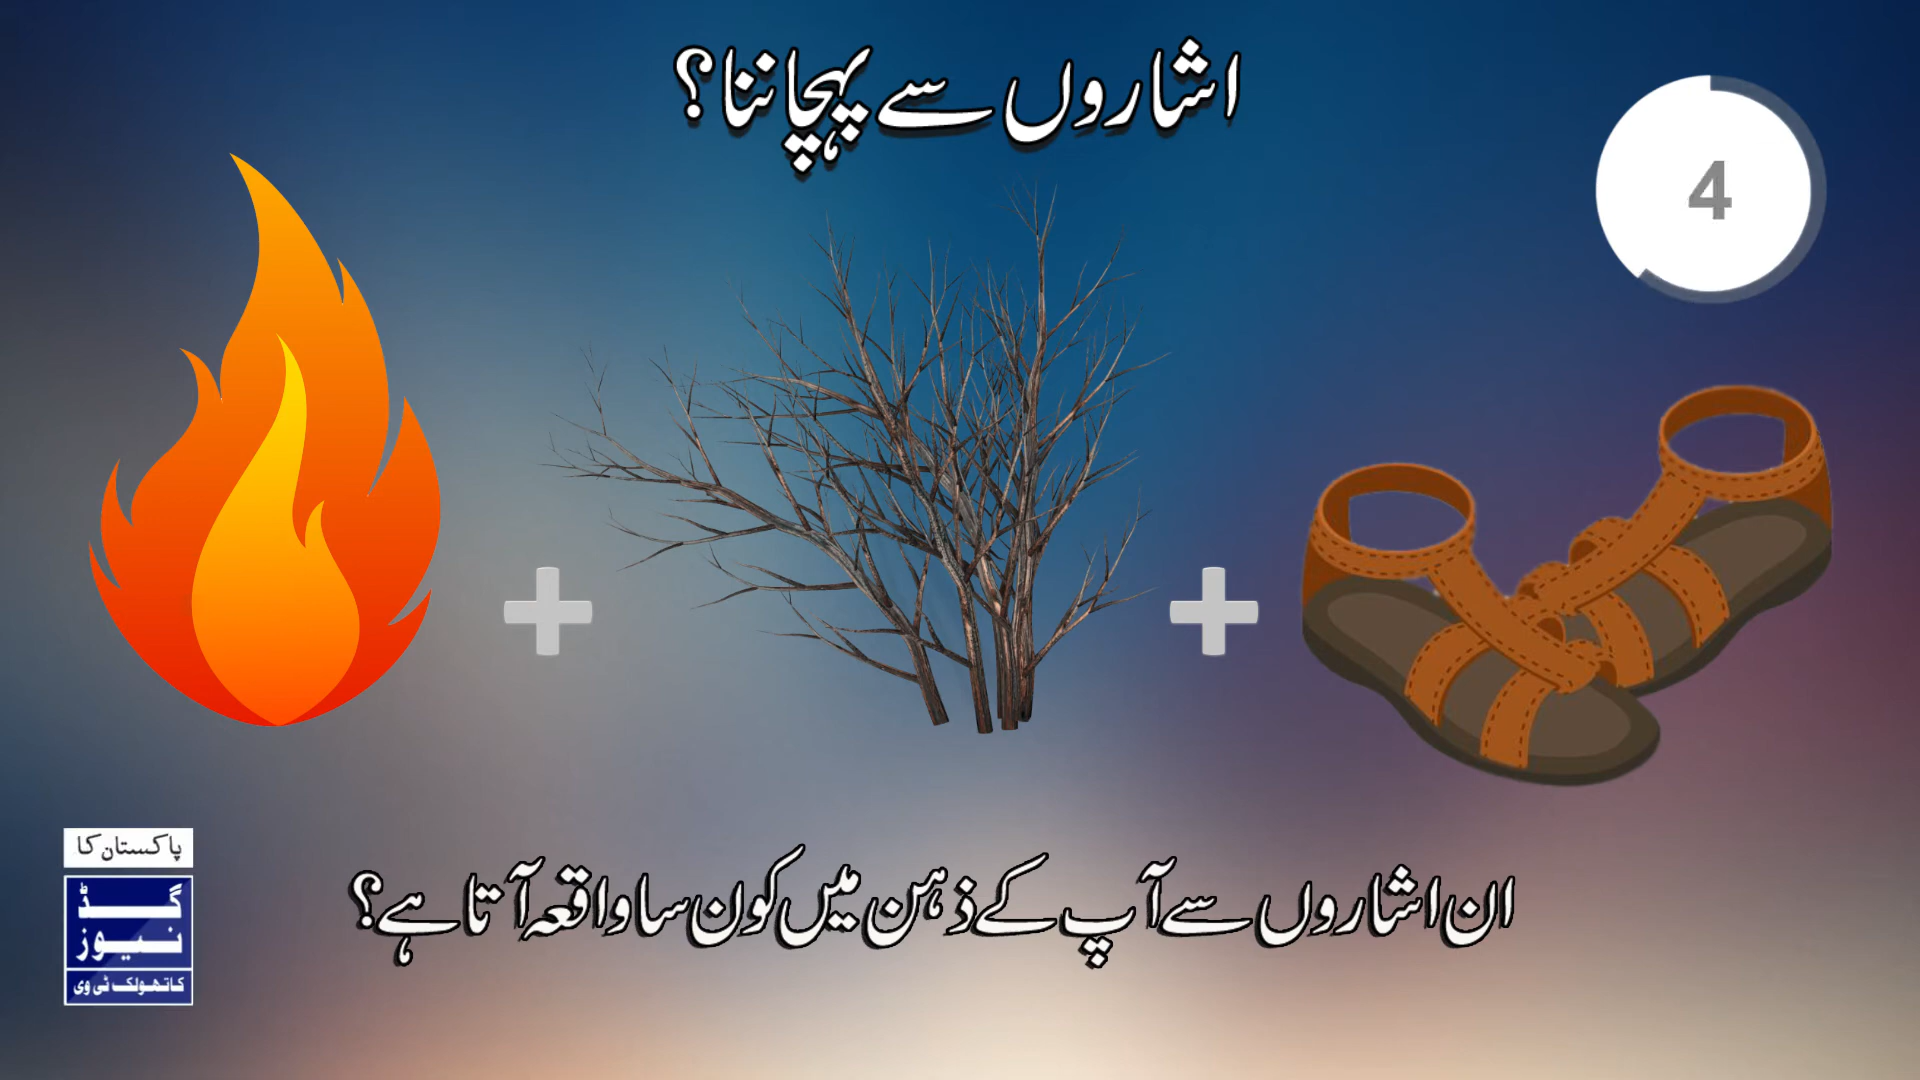 اشاروں سے پہچاننا؟
4
ان اشاروں سے آپ کے ذہن میں کون سا واقعہ آتا ہے؟
پاکستان کا
گڈ
نیوز
کاتھولک ٹی وی